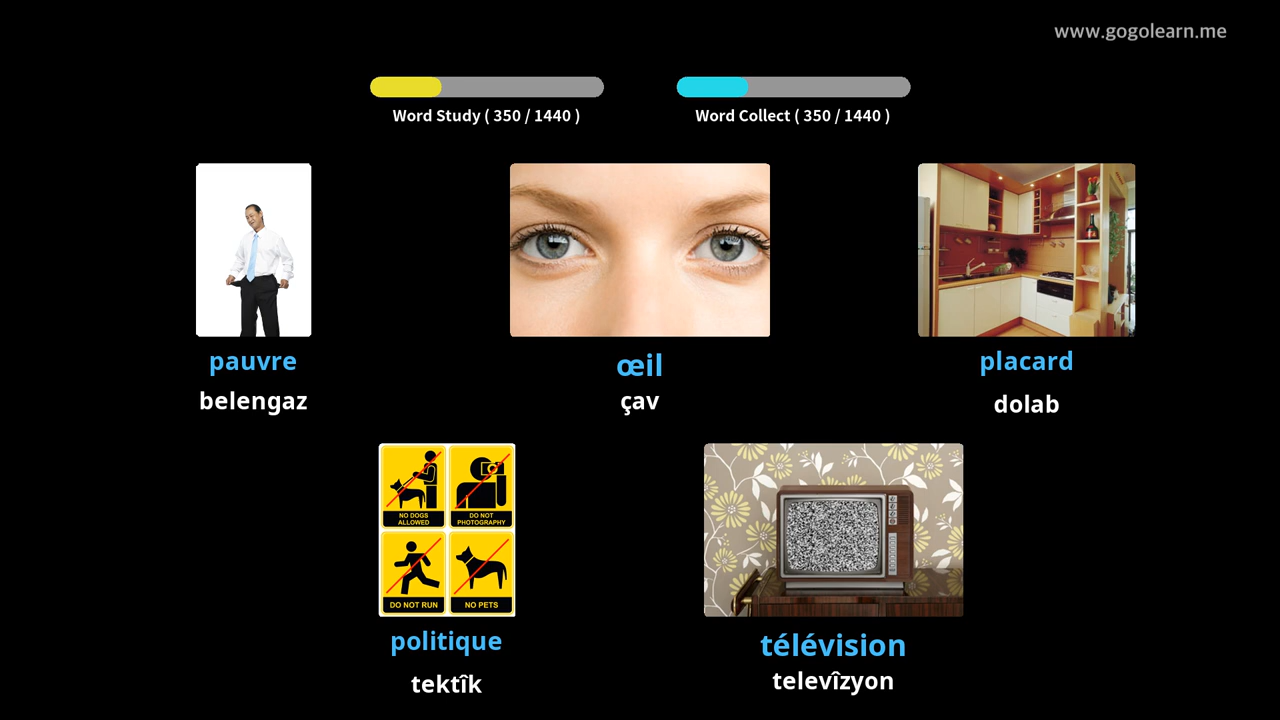 www.gogolearn.me
Word Study ( 350 / 1440 )
Word Collect ( 350 / 1440 )
pauvre
belengaz
œil
çav
placard
dolab
NO DOGS
ALLOWED
DO NOT
PHOTOGRAPHY
DO NOT RUN
NO PETS
politique
tektîk
télévision
televîzyon